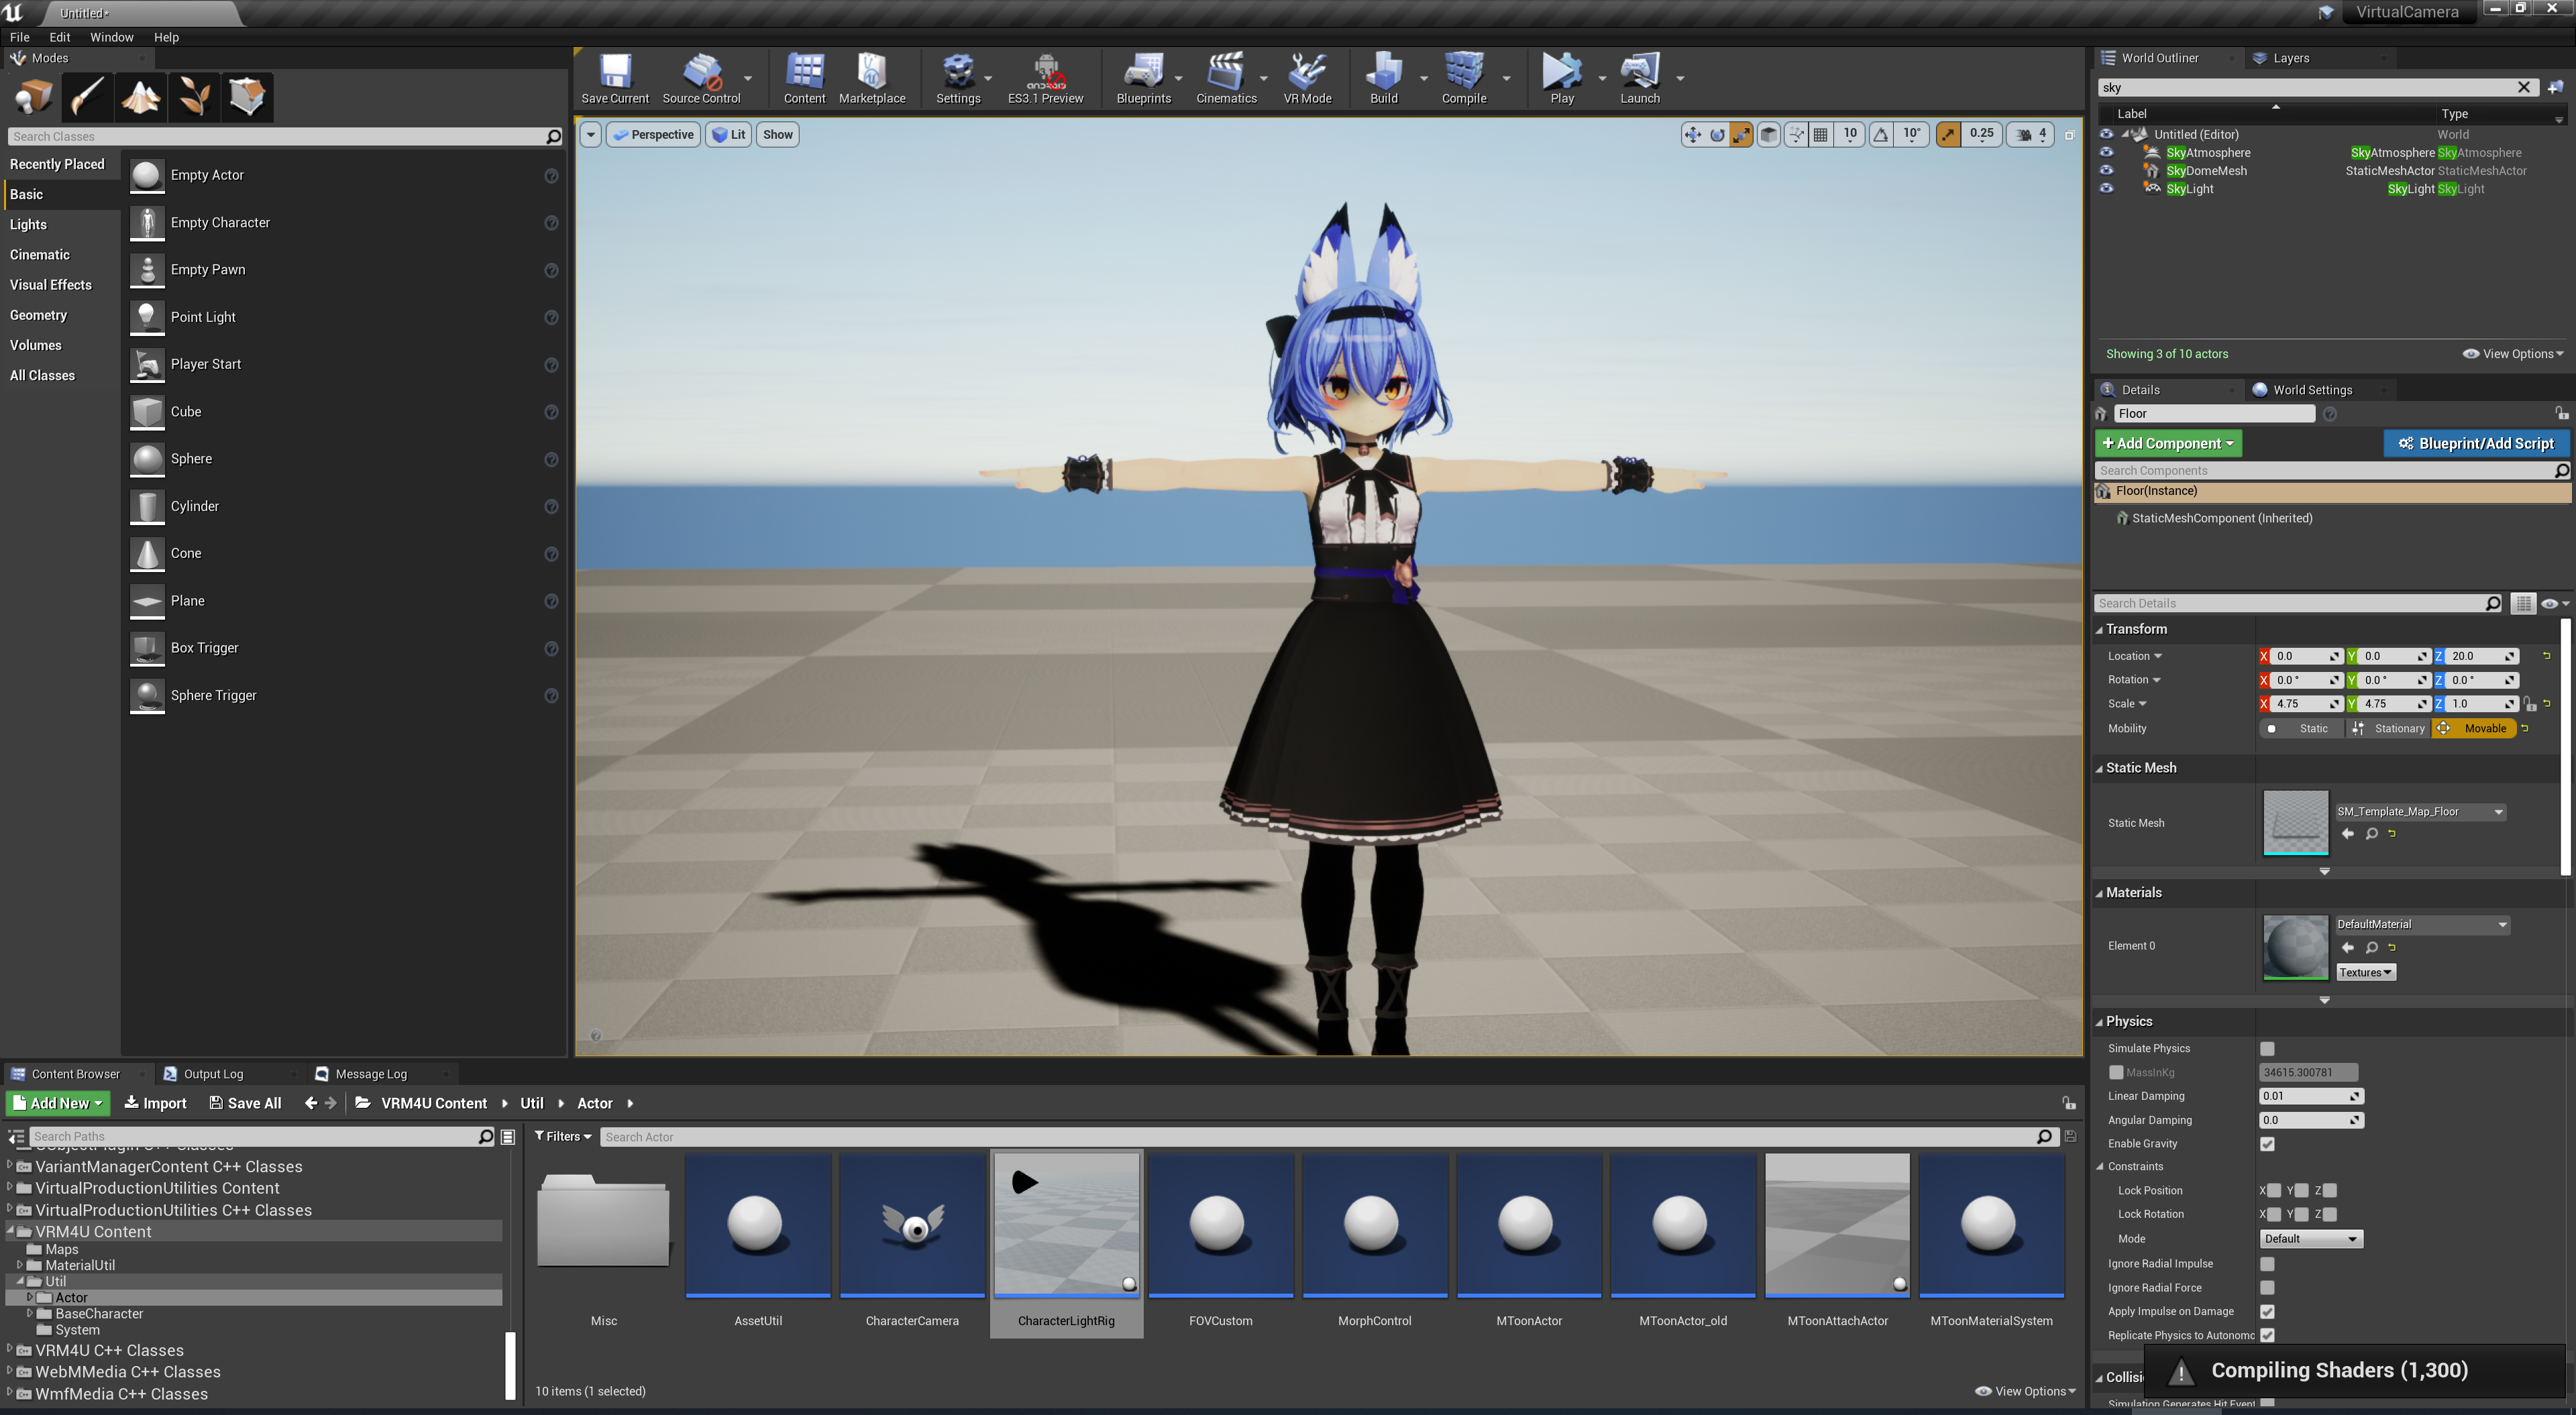 Untitled•
VirtualCamera
File Edit Window Help
Modes
Search Classes
Recently Placed
Basic
Lights
Cinematic
Visual Effects
Geometry
Volumes
All Classes
Empty Actor
Empty Character
Empty Pawn
Point Light
Player Start
Cube
Sphere
Cylinder
Cone
Plane
Box Trigger
Sphere Trigger
Save Current Source Control Content Marketplace Settings ES3.1 Preview Blueprints Cinematics VR Mode Build Compile Play Launch
Perspective Lit Show
10 10° 0.25 4
World Outliner Layers
sky
Label Type
Untitled (Editor) World
SkyAtmosphere SkyAtmosphere SkyAtmosphere
SkyDomeMesh StaticMeshActor StaticMeshActor
SkyLight SkyLight SkyLight
Showing 3 of 10 actors View Options
Details World Settings
Floor
Add Component Blueprint/Add Script
Search Components
Floor(Instance)
StaticMeshComponent (Inherited)
Search Details
Transform
Location X 0.0 Y 0.0 Z 20.0
Rotation X 0.0 ° Y 0.0 ° Z 0.0 °
Scale X 4.75 Y 4.75 Z 1.0
Mobility Static Stationary Movable
Static Mesh
Static Mesh SM_Template_Map_Floor
Materials
Element 0 DefaultMaterial
Textures
Physics
Simulate Physics
MassInKg 34615.300781
Linear Damping 0.01
Angular Damping 0.0
Enable Gravity
Constraints
Lock Position X Y Z
Lock Rotation X Y Z
Mode Default
Ignore Radial Impulse
Ignore Radial Force
Apply Impulse on Damage
Replicate Physics to Autonomo
Collisi
Simulation Generates Hit Event
Compiling Shaders (1,300)
Content Browser Output Log Message Log
Add New Import Save All VRM4U Content Util Actor
Search Paths
VariantManagerContent C++ Classes
VirtualProductionUtilities Content
VirtualProductionUtilities C++ Classes
VRM4U Content
Maps
MaterialUtil
Util
Actor
BaseCharacter
System
VRM4U C++ Classes
WebMMedia C++ Classes
WmfMedia C++ Classes
Filters Search Actor
Misc AssetUtil CharacterCamera CharacterLightRig FOVCustom MorphControl MToonActor MToonActor_old MToonAttachActor MToonMaterialSystem
10 items (1 selected) View Options